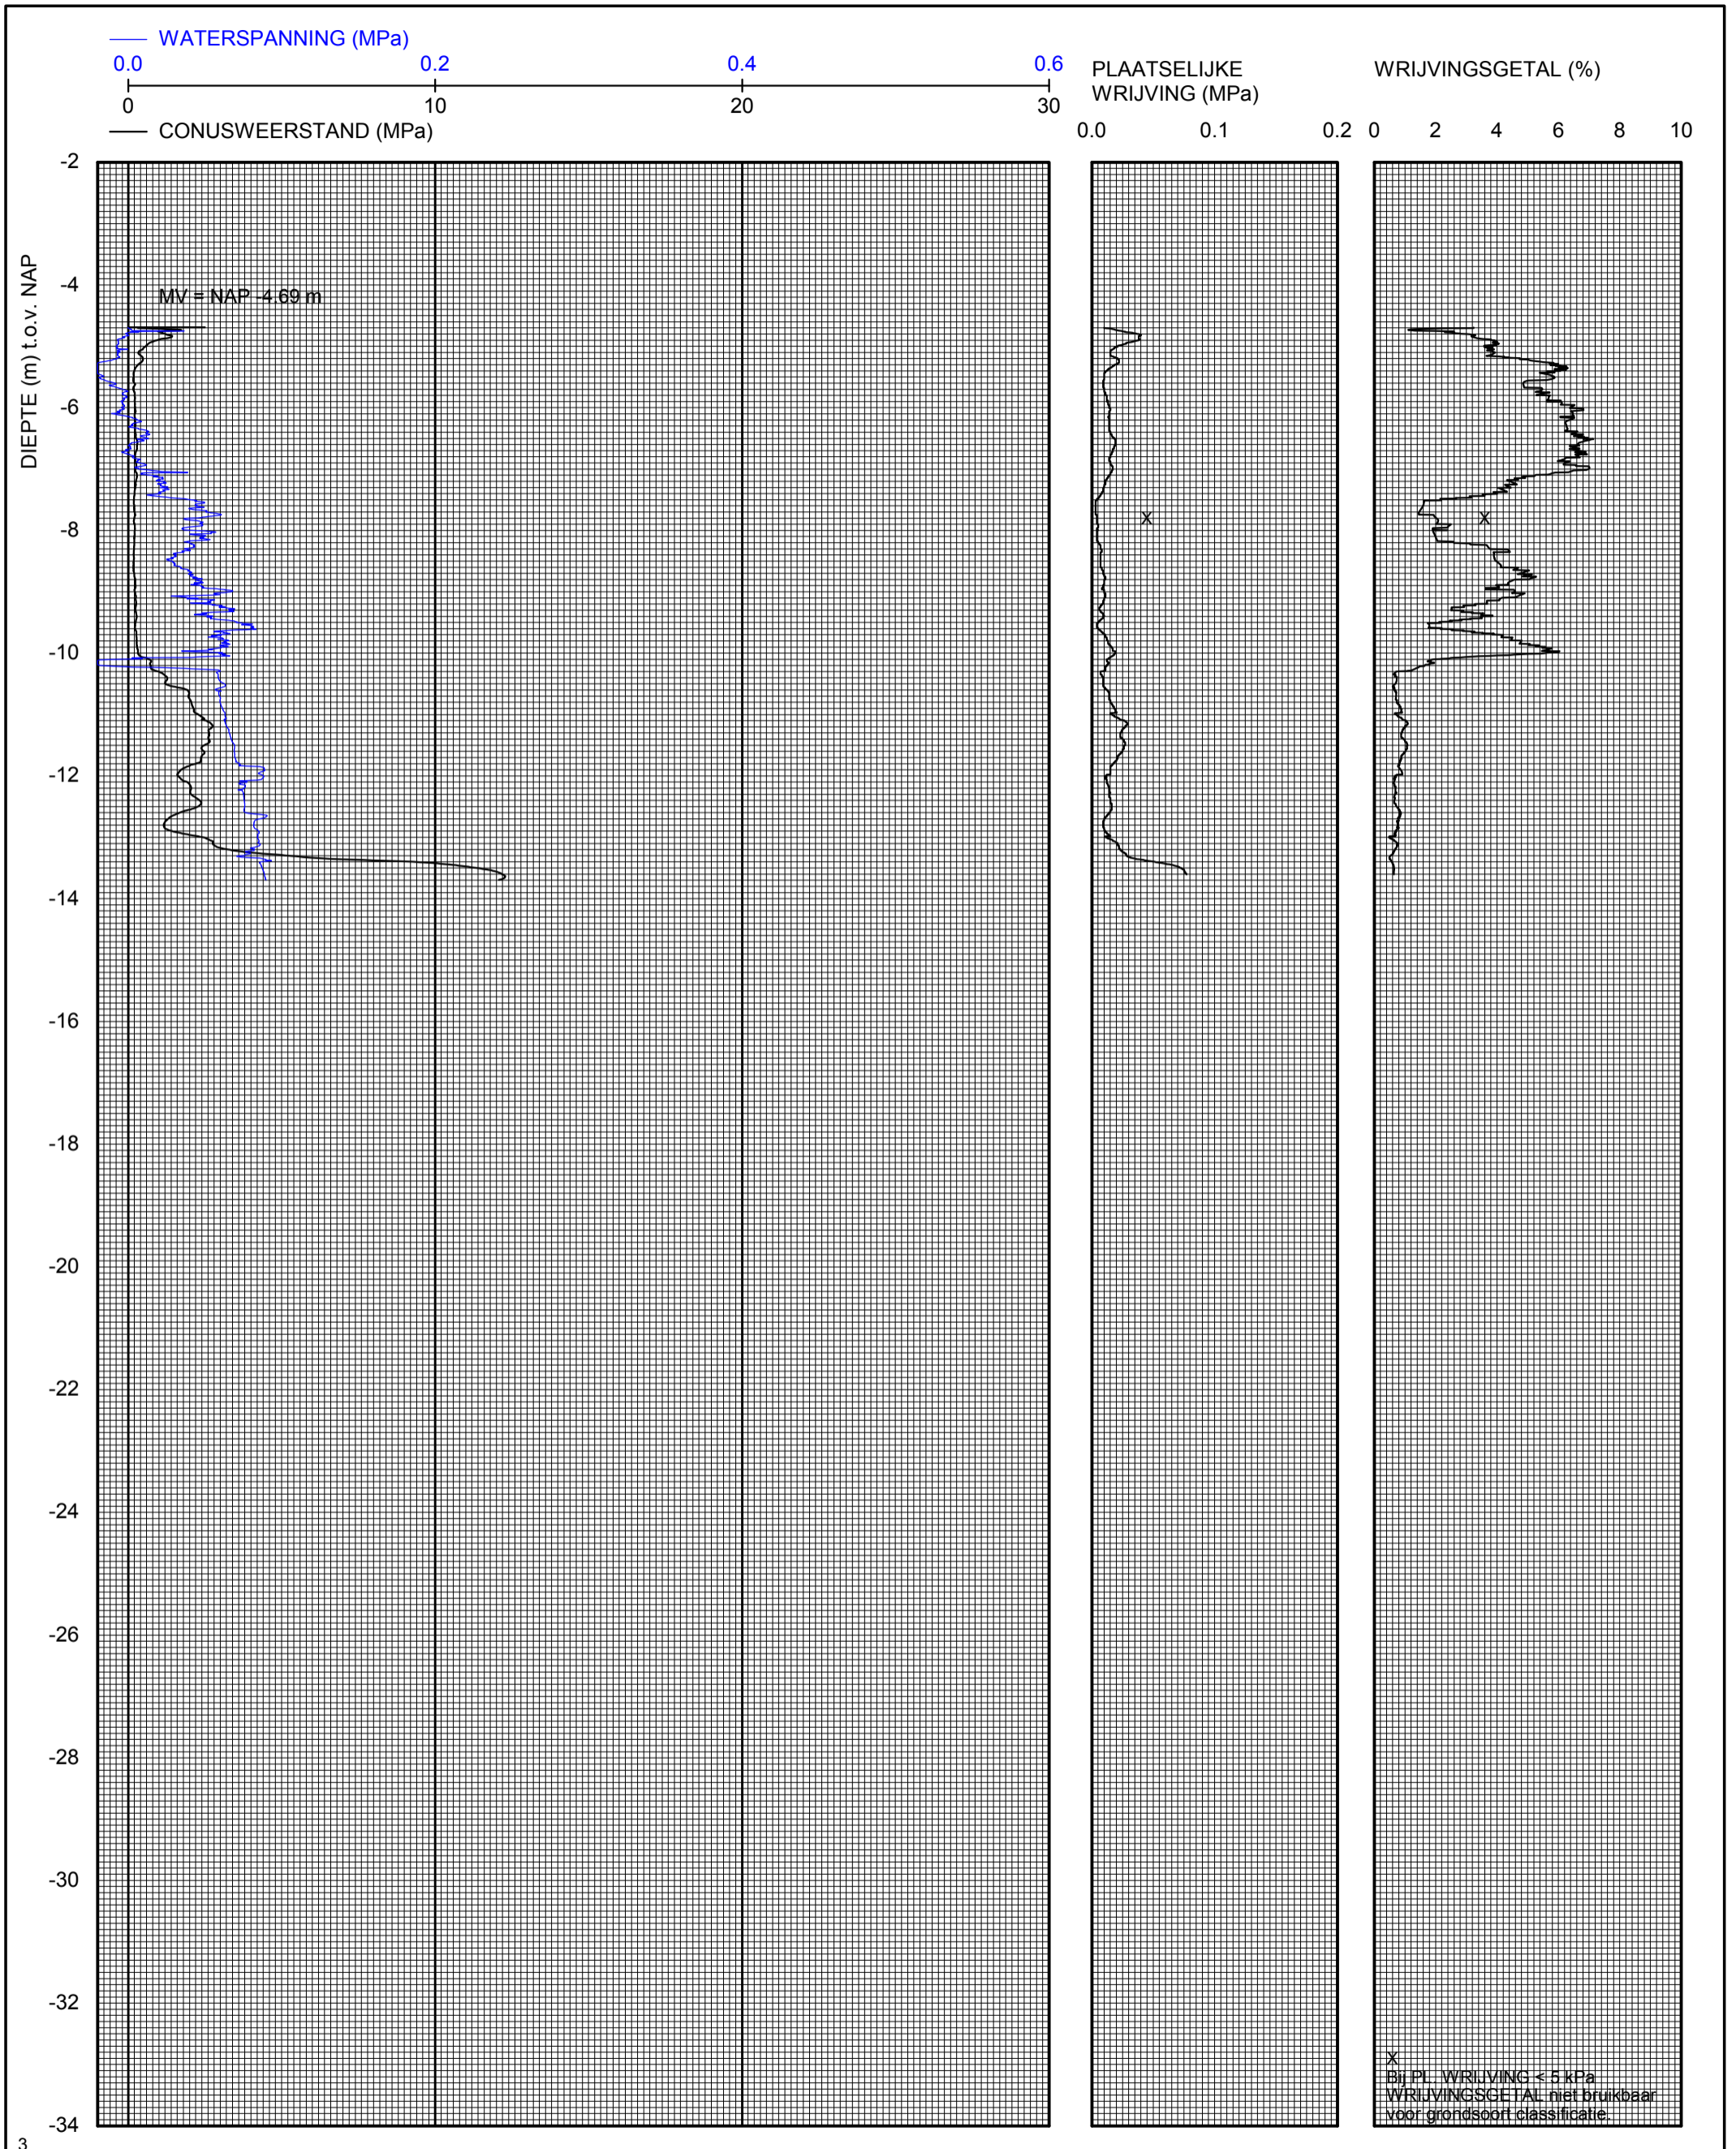 WATERSPANNING (MPa)
0.0 0.2 0.4 0.6
0 10 20 30
CONUSWEERSTAND (MPa)
PLAATSELIJKE
WRIJVING (MPa)
0.0 0.1 0.2
WRIJVINGSGETAL (%)
0 2 4 6 8 10
DIEPTE (m) t.o.v. NAP
-2
-4
-6
-8
-10
-12
-14
-16
-18
-20
-22
-24
-26
-28
-30
-32
-34
MV = NAP -4.69 m
X
X
X
Bij PL. WRIJVING < 5 kPa
WRIJVINGSGETAL niet bruikbaar
voor grondsoort classificatie.
3